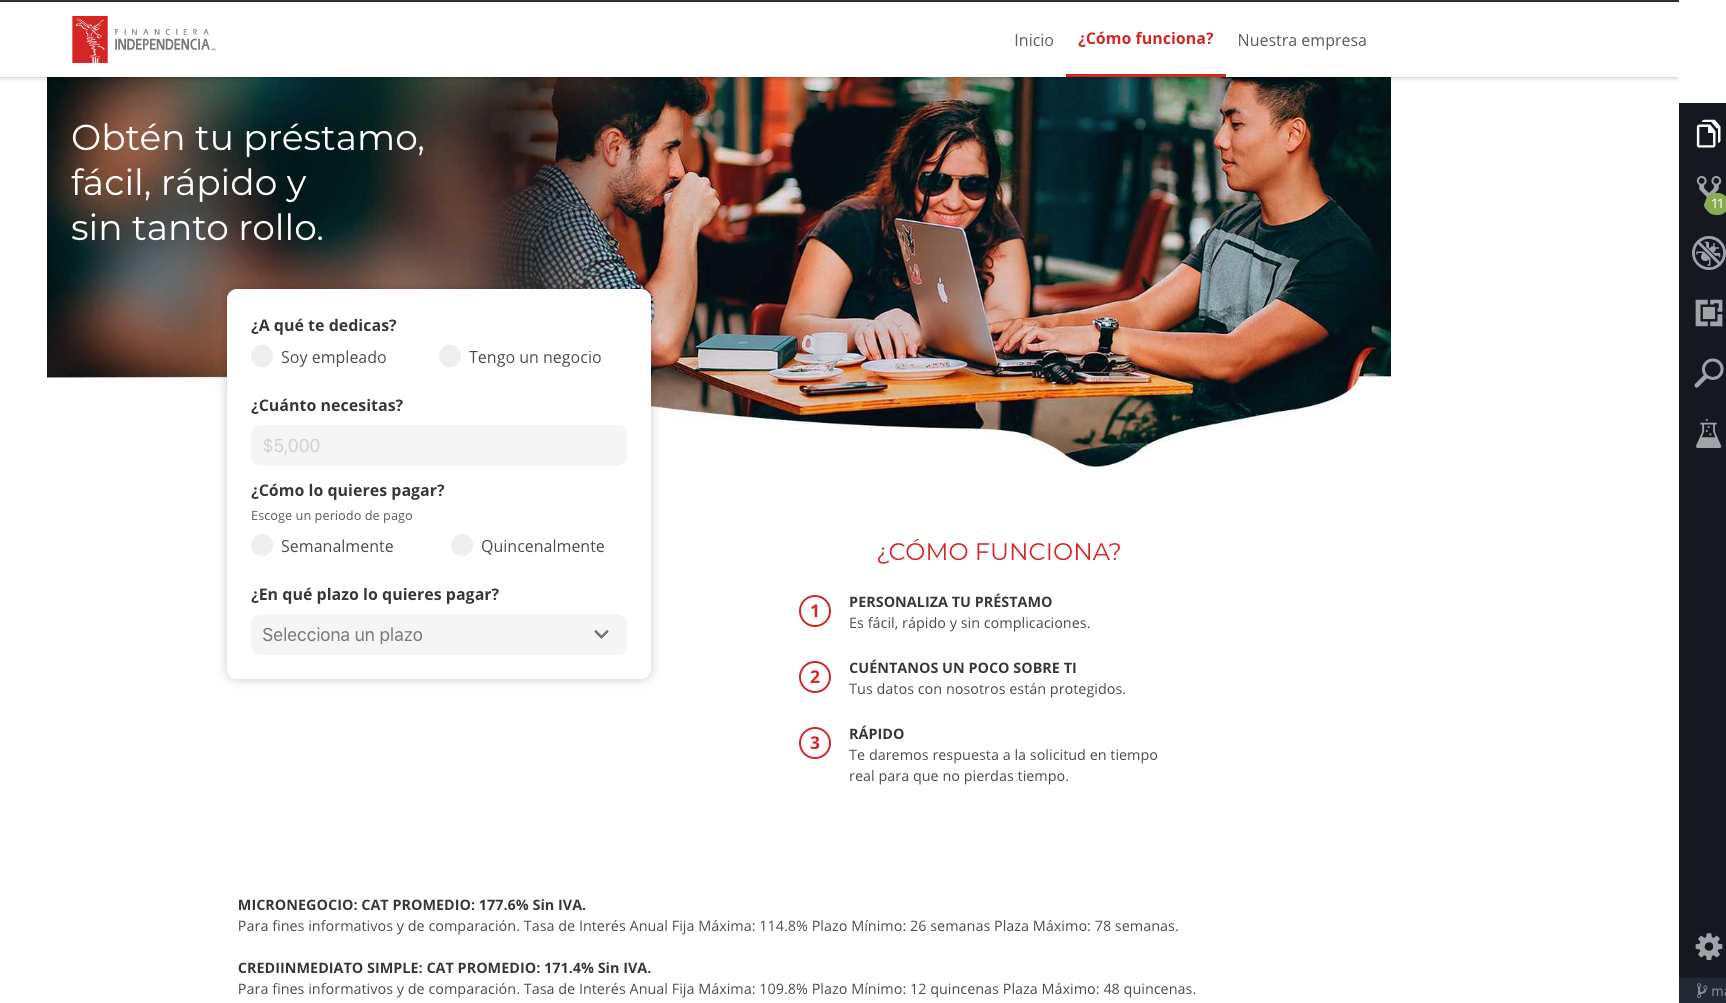 FINANCIERA
INDEPENDENCIA
Inicio
¿Cómo funciona?
Nuestra empresa
Obtén tu préstamo,
fácil, rápido y
sin tanto rollo.
¿A qué te dedicas?
Soy empleado
Tengo un negocio
¿Cuánto necesitas?
$5,000
¿Cómo lo quieres pagar?
Escoge un periodo de pago
Semanalmente
Quincenalmente
¿En qué plazo lo quieres pagar?
Selecciona un plazo
¿CÓMO FUNCIONA?
1
PERSONALIZA TU PRÉSTAMO
Es fácil, rápido y sin complicaciones.
2
CUÉNTANOS UN POCO SOBRE TI
Tus datos con nosotros están protegidos.
3
RÁPIDO
Te daremos respuesta a la solicitud en tiempo
real para que no pierdas tiempo.
MICRONEGOCIO: CAT PROMEDIO: 177.6% Sin IVA.
Para fines informativos y de comparación. Tasa de Interés Anual Fija Máxima: 114.8% Plazo Mínimo: 26 semanas Plaza Máximo: 78 semanas.
CREDIINMEDIATO SIMPLE: CAT PROMEDIO: 171.4% Sin IVA.
Para fines informativos y de comparación. Tasa de Interés Anual Fija Máxima: 109.8% Plazo Mínimo: 12 quincenas Plaza Máximo: 48 quincenas.
11